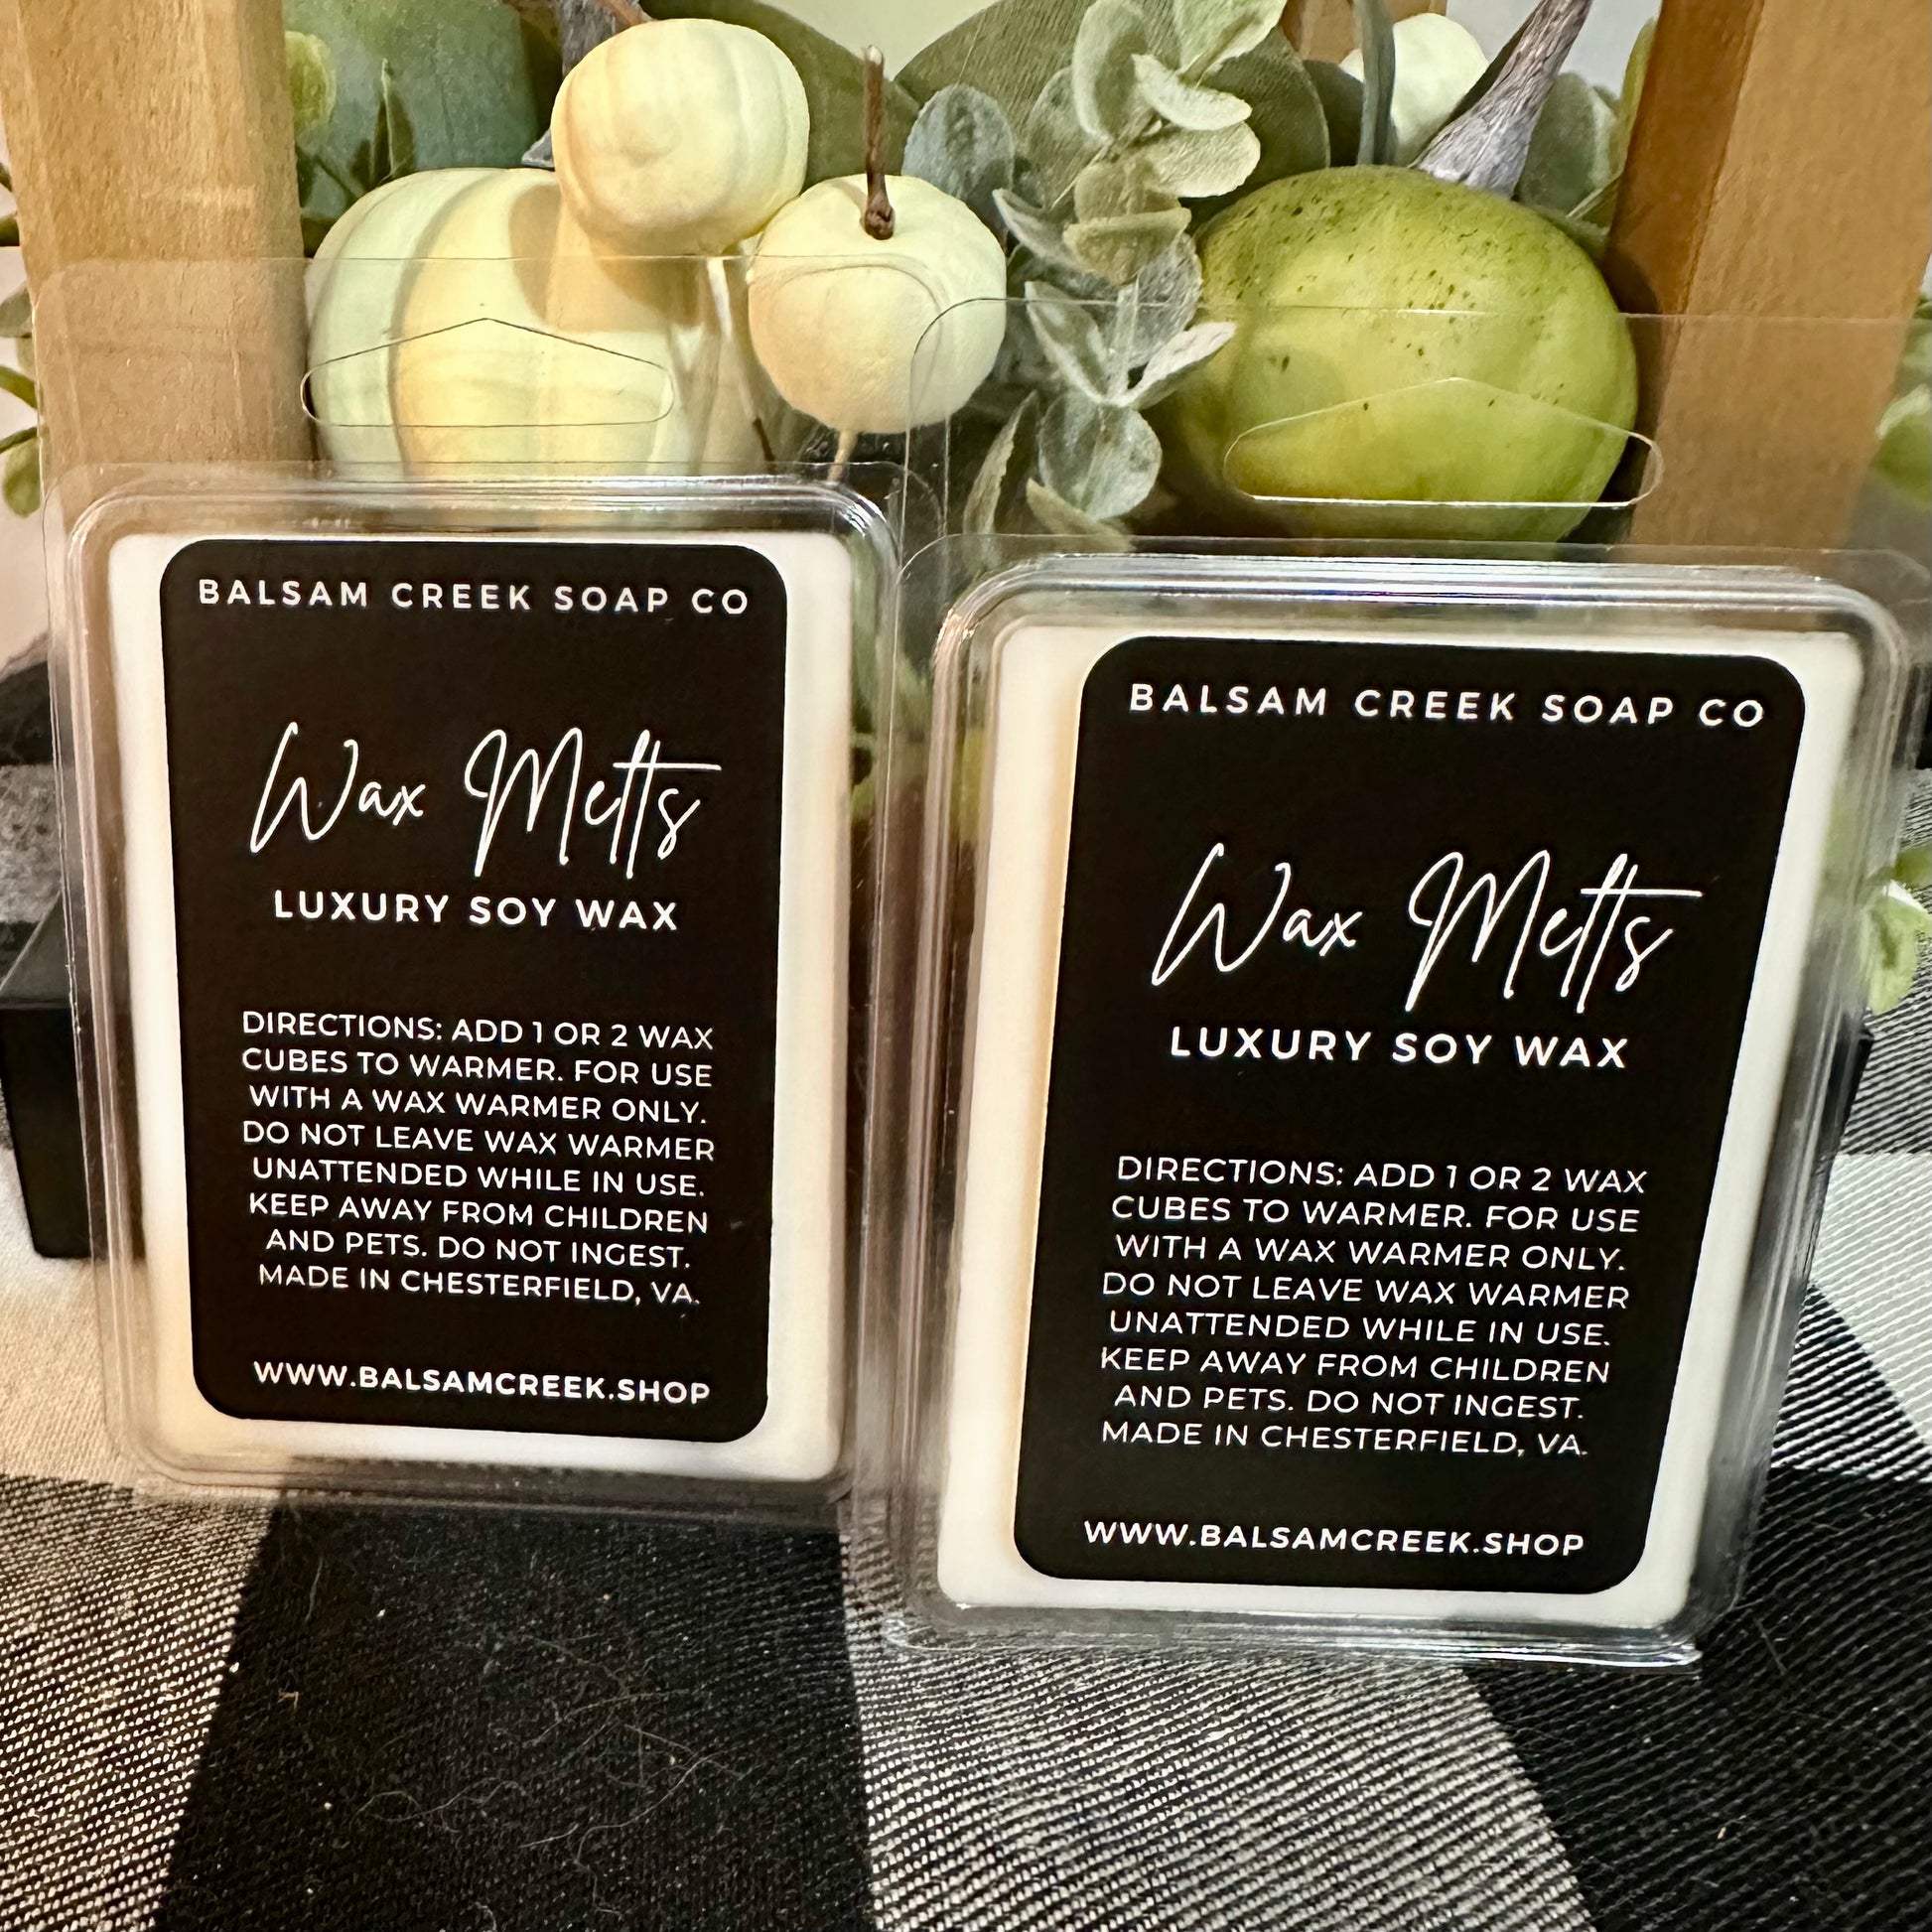 BALSAM CREEK SOAP CO
Wax Melts
LUXURY SOY WAX
DIRECTIONS: ADD 1 OR 2 WAX
CUBES TO WARMER. FOR USE
WITH A WAX WARMER ONLY.
DO NOT LEAVE WAX WARMER
UNATTENDED WHILE IN USE.
KEEP AWAY FROM CHILDREN
AND PETS. DO NOT INGEST.
MADE IN CHESTERFIELD, VA.
WWW.BALSAMCREEK.SHOP
BALSAM CREEK SOAP CO
Wax Melts
LUXURY SOY WAX
DIRECTIONS: ADD 1 OR 2 WAX
CUBES TO WARMER. FOR USE
WITH A WAX WARMER ONLY.
DO NOT LEAVE WAX WARMER
UNATTENDED WHILE IN USE.
KEEP AWAY FROM CHILDREN
AND PETS. DO NOT INGEST.
MADE IN CHESTERFIELD, VA.
WWW.BALSAMCREEK.SHOP